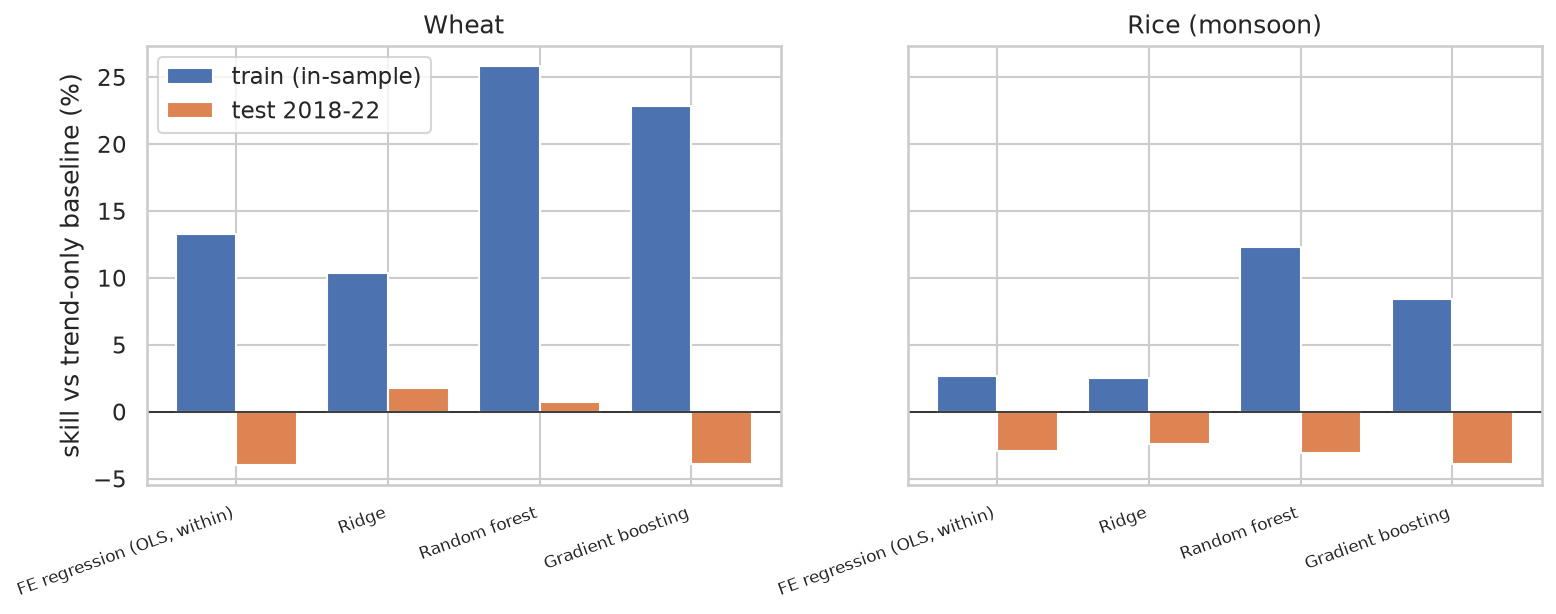 Wheat
Rice (monsoon)
train (in-sample)
test 2018-22
skill vs trend-only baseline (%)
25
20
15
10
5
0
−5
FE regression (OLS, within)
Ridge
Random forest
Gradient boosting
FE regression (OLS, within)
Ridge
Random forest
Gradient boosting